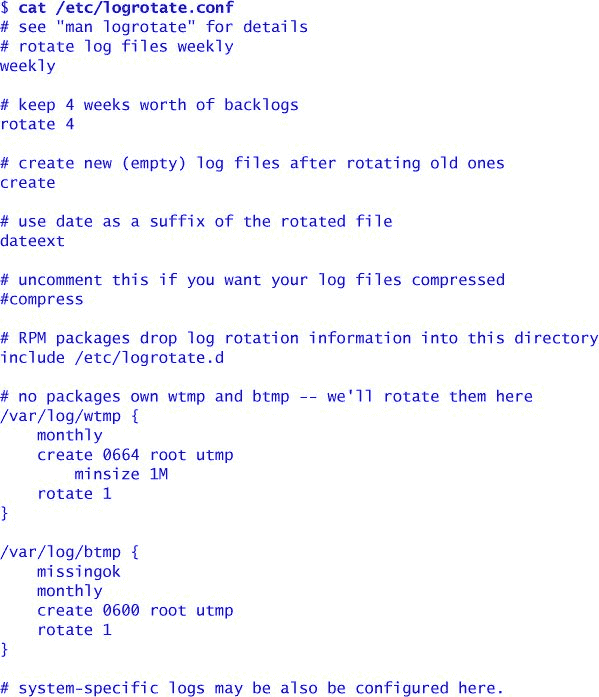 $ cat /etc/logrotate.conf
# see "man logrotate" for details
# rotate log files weekly
weekly

# keep 4 weeks worth of backlogs
rotate 4

# create new (empty) log files after rotating old ones
create

# use date as a suffix of the rotated file
dateext

# uncomment this if you want your log files compressed
#compress

# RPM packages drop log rotation information into this directory
include /etc/logrotate.d

# no packages own wtmp and btmp -- we'll rotate them here
/var/log/wtmp {
    monthly
    create 0664 root utmp
        minsize 1M
    rotate 1
}

/var/log/btmp {
    missingok
    monthly
    create 0600 root utmp
    rotate 1
}

# system-specific logs may be also be configured here.